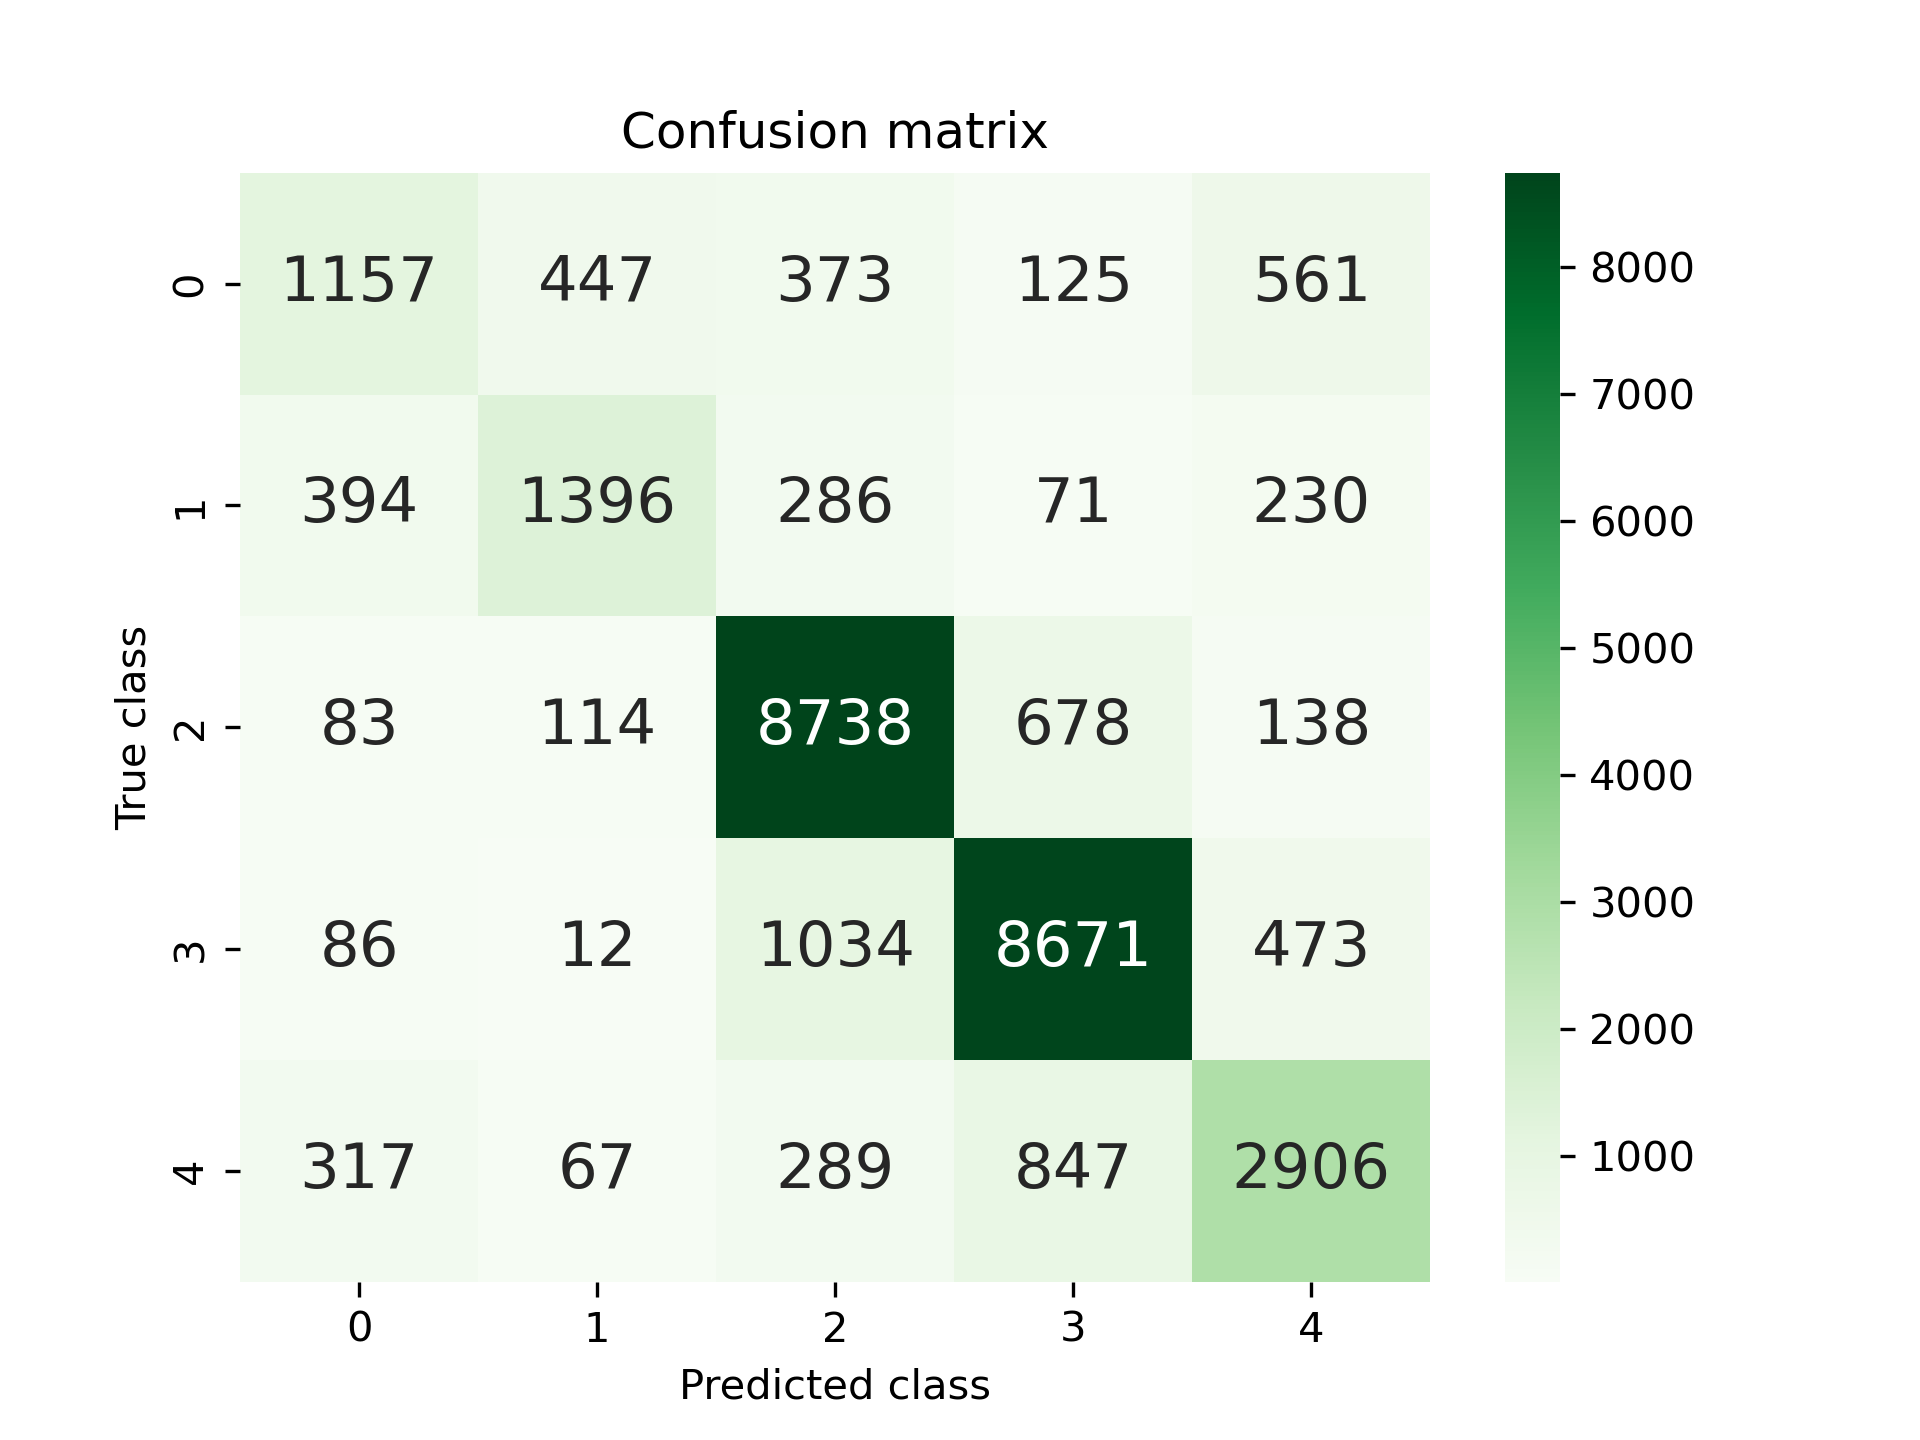 Confusion matrix
0 1157 447 373 125 561
1 394 1396 286 71 230
2 83 114 8738 678 138
3 86 12 1034 8671 473
4 317 67 289 847 2906
0 1 2 3 4
Predicted class
True class
8000
7000
6000
5000
4000
3000
2000
1000